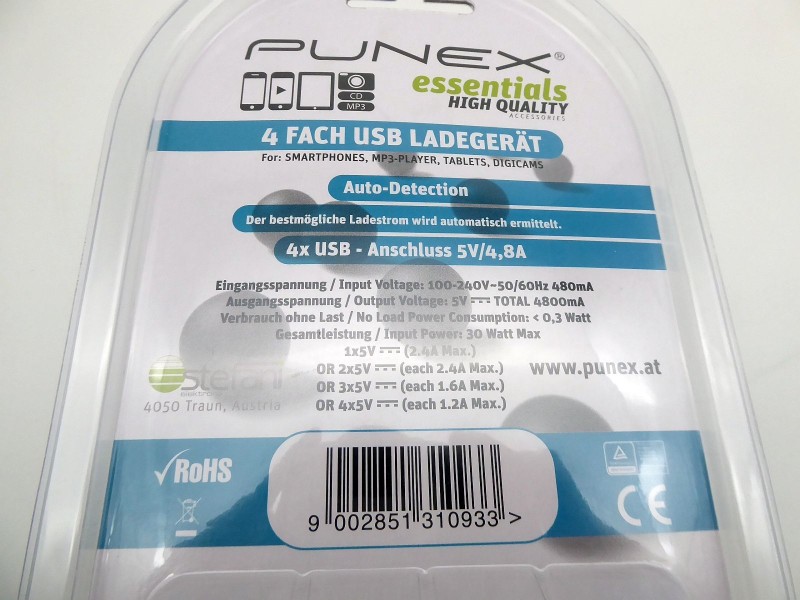 PUNEX®
CD
MP3
essentials
HIGH QUALITY
ACCESSORIES
4 FACH USB LADEGERÄT
For: SMARTPHONES, MP3-PLAYER, TABLETS, DIGICAMS
Auto-Detection
Der bestmögliche Ladestrom wird automatisch ermittelt.
4x USB - Anschluss 5V/4,8A
Eingangsspannung / Input Voltage: 100-240V~50/60Hz 480mA
Ausgangsspannung / Output Voltage: 5V ⎓ TOTAL 4800mA
Verbrauch ohne Last / No Load Power Consumption: < 0,3 Watt
Gesamtleistung / Input Power: 30 Watt Max
1x5V ⎓ (2.4A Max.)
OR 2x5V ⎓ (each 2.4A Max.)
OR 3x5V ⎓ (each 1.6A Max.)
OR 4x5V ⎓ (each 1.2A Max.)
www.punex.at
4050 Traun, Austria
RoHS
CE
9 002851 310933 >